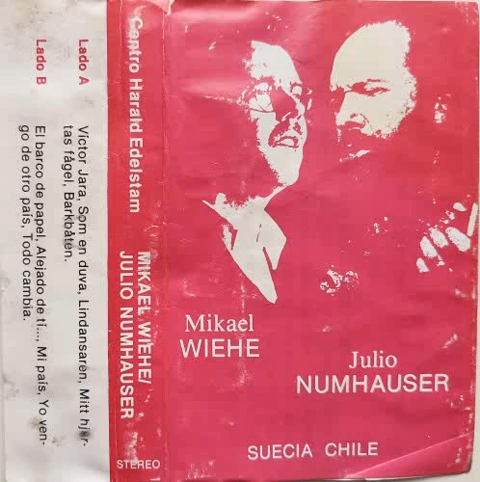 Lado A
Victor Jara, Som en duva, Lindansaren, Mitt hjer-
tas fågel, Barkbåten.
Lado B
El barco de papel, Alejado de tí..., Mi país, Yo ven-
go de otro país, Todo cambia.
Centro Harald Edelstam
MIKAEL WIEHE/
JULIO NUMHAUSER
STEREO
Mikael
WIEHE
Julio
NUMHAUSER
SUECIA CHILE